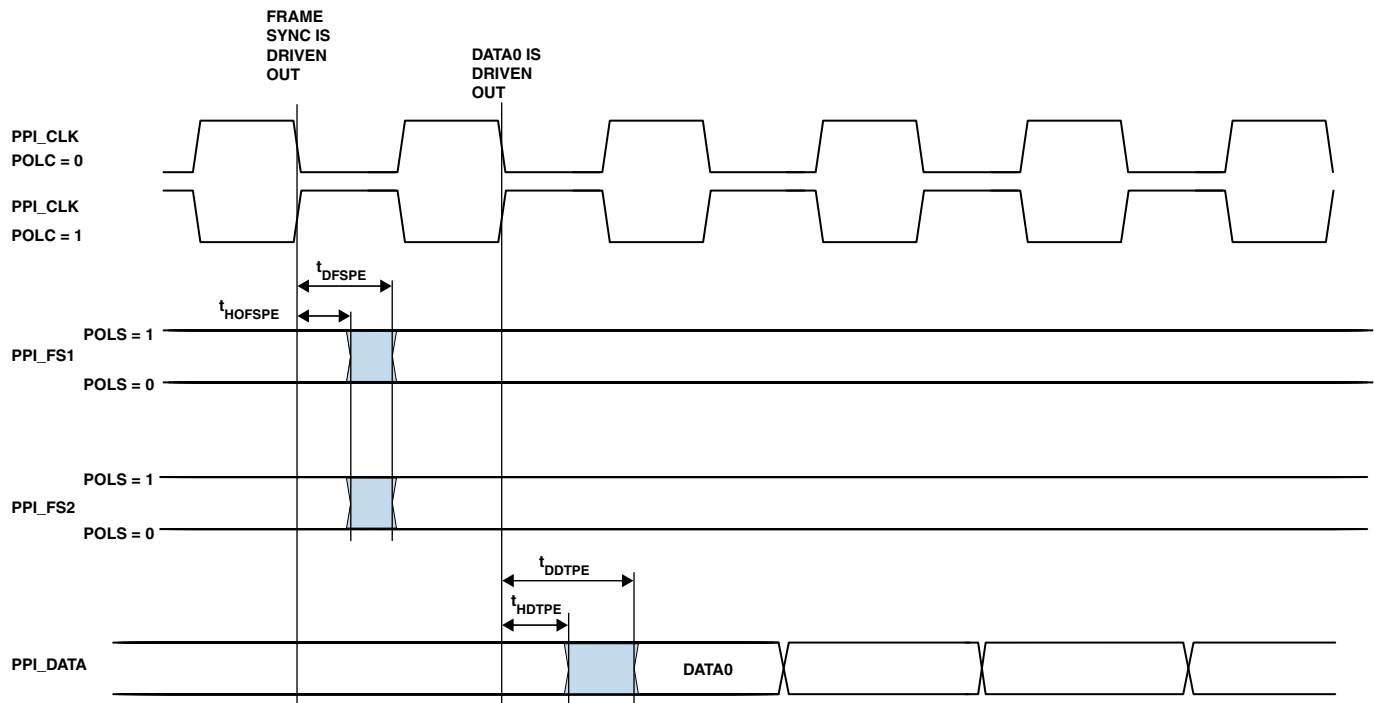 FRAME
SYNC IS
DRIVEN
OUT
DATA0 IS
DRIVEN
OUT
PPI_CLK
POLC = 0
PPI_CLK
POLC = 1
tDFSPE
tHOFSPE
POLS = 1
PPI_FS1
POLS = 0
POLS = 1
PPI_FS2
POLS = 0
tDDTPE
tHDTPE
PPI_DATA
DATA0